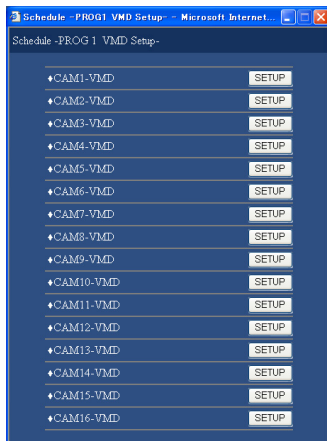 Schedule -PROG1 VMD Setup- - Microsoft Internet...
Schedule -PROG 1 VMD Setup-
♦CAM1-VMD SETUP
♦CAM2-VMD SETUP
♦CAM3-VMD SETUP
♦CAM4-VMD SETUP
♦CAM5-VMD SETUP
♦CAM6-VMD SETUP
♦CAM7-VMD SETUP
♦CAM8-VMD SETUP
♦CAM9-VMD SETUP
♦CAM10-VMD SETUP
♦CAM11-VMD SETUP
♦CAM12-VMD SETUP
♦CAM13-VMD SETUP
♦CAM14-VMD SETUP
♦CAM15-VMD SETUP
♦CAM16-VMD SETUP